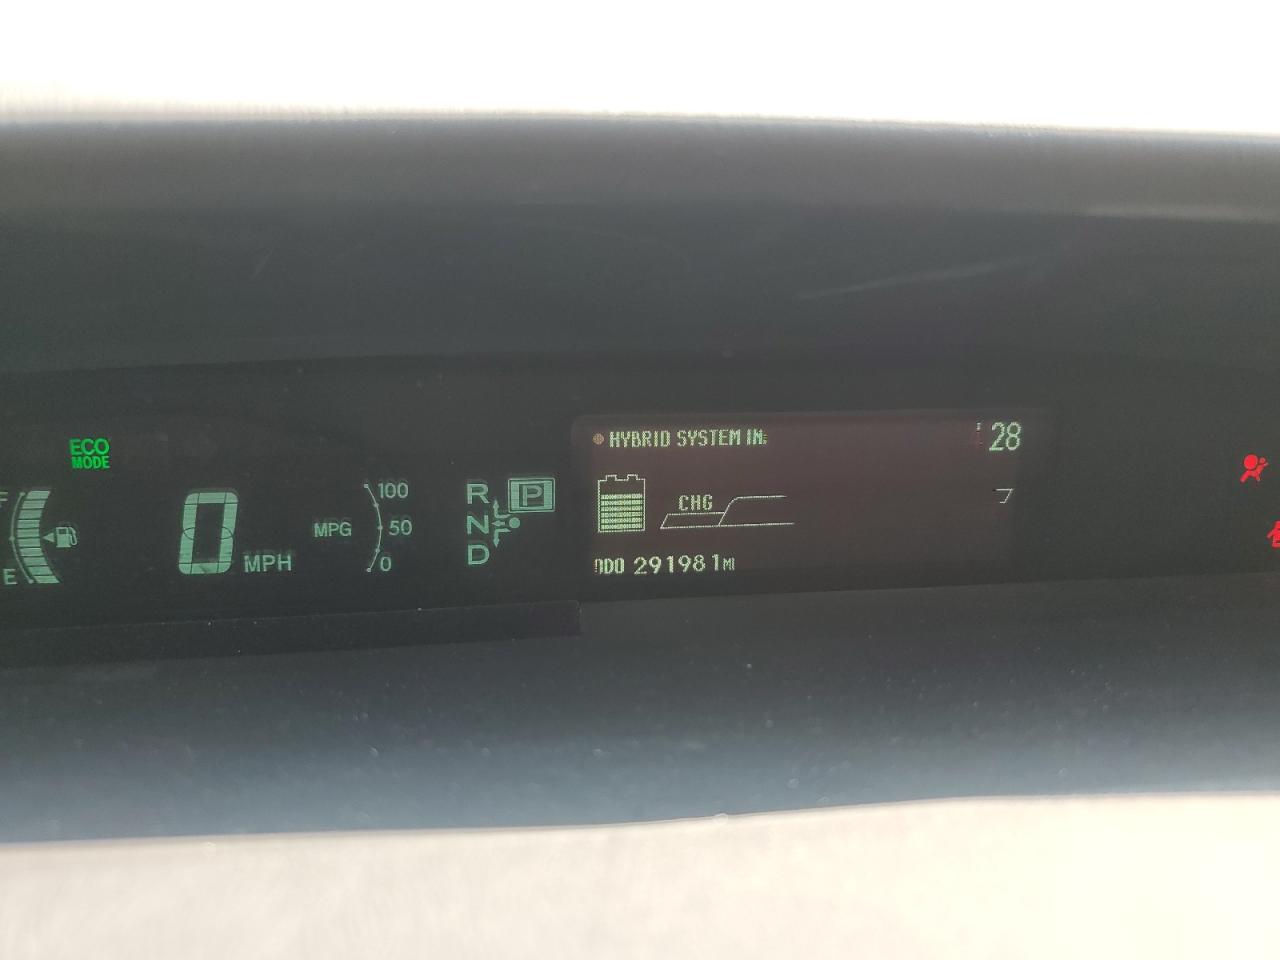 ECO
MODE
F
E
0
MPH
MPG
100
50
0
R
N
D
P
HYBRID SYSTEM IN
28
CHG
ODO 291981 MI